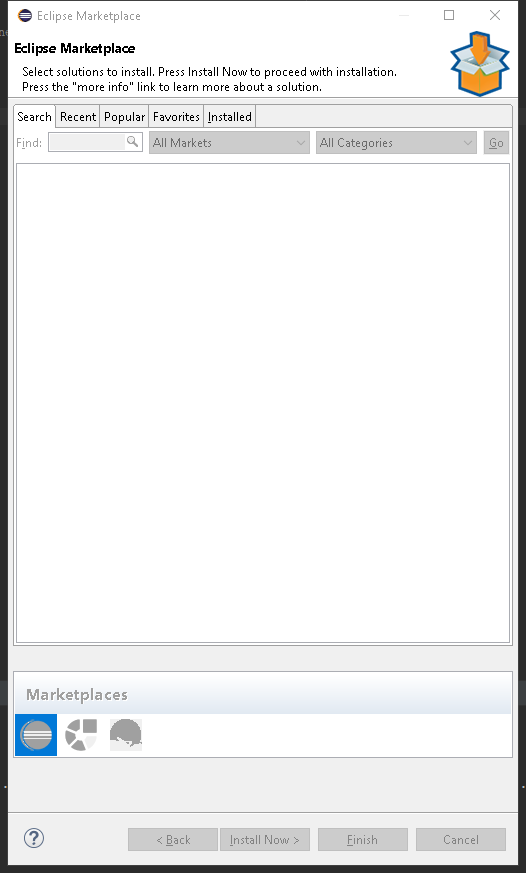 Eclipse Marketplace
Eclipse Marketplace
Select solutions to install. Press Install Now to proceed with installation.
Press the "more info" link to learn more about a solution.
Search Recent Popular Favorites Installed
Find: All Markets All Categories Go
Marketplaces
? < Back Install Now > Finish Cancel